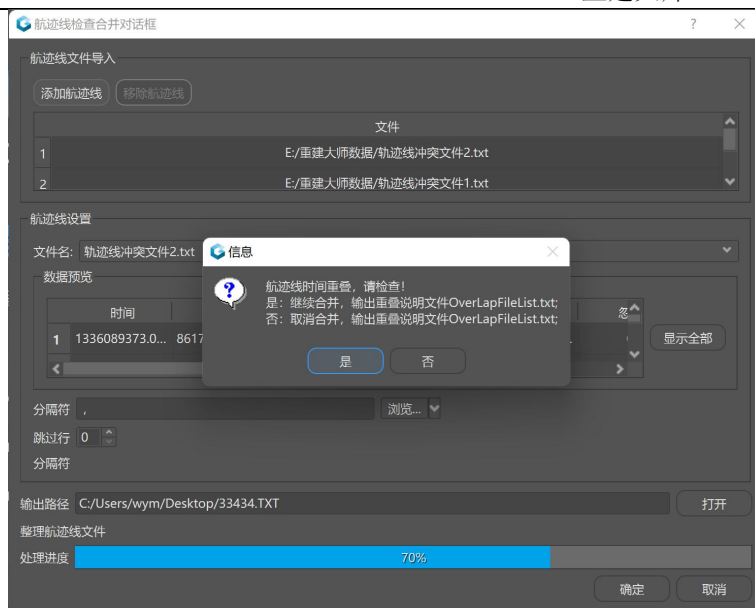 航迹线检查合并对话框
航迹线文件导入
添加航迹线 移除航迹线
文件
1 E:/重建大师数据/轨迹线冲突文件2.txt
2 E:/重建大师数据/轨迹线冲突文件1.txt
航迹线设置
文件名: 轨迹线冲突文件2.txt
数据预览
时间 忽
1 1336089373.0... 8617
显示全部
信息
航迹线时间重叠，请检查!
是：继续合并，输出重叠说明文件OverLapFileList.txt;
否：取消合并，输出重叠说明文件OverLapFileList.txt;
是 否
分隔符 , 浏览...
跳过行 0
分隔符
输出路径 C:/Users/wym/Desktop/33434.TXT 打开
整理航迹线文件
处理进度 70%
确定 取消